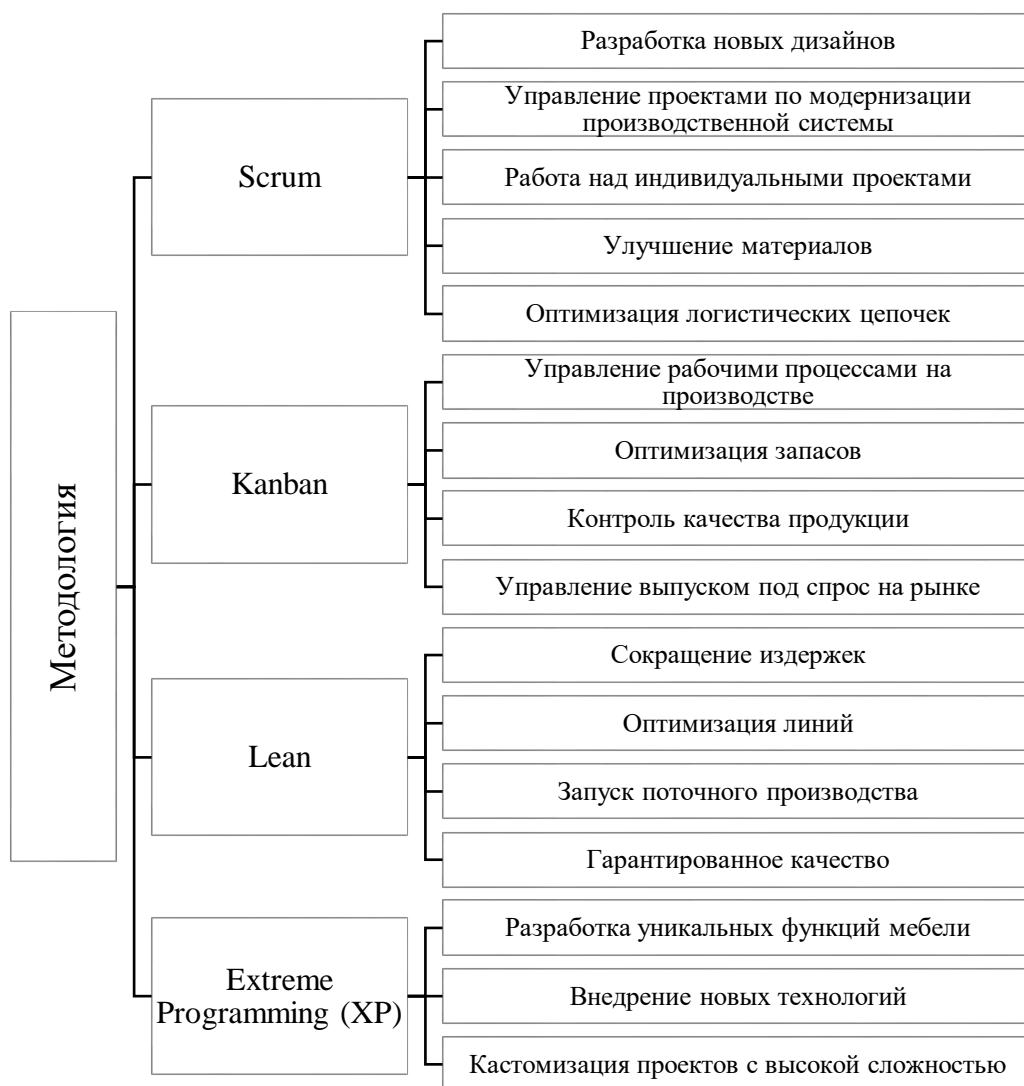 Методология
Scrum
Разработка новых дизайнов
Управление проектами по модернизации
производственной системы
Работа над индивидуальными проектами
Улучшение материалов
Оптимизация логистических цепочек
Kanban
Управление рабочими процессами на
производстве
Оптимизация запасов
Контроль качества продукции
Управление выпуском под спрос на рынке
Lean
Сокращение издержек
Оптимизация линий
Запуск поточного производства
Гарантированное качество
Extreme
Programming (XP)
Разработка уникальных функций мебели
Внедрение новых технологий
Кастомизация проектов с высокой сложностью